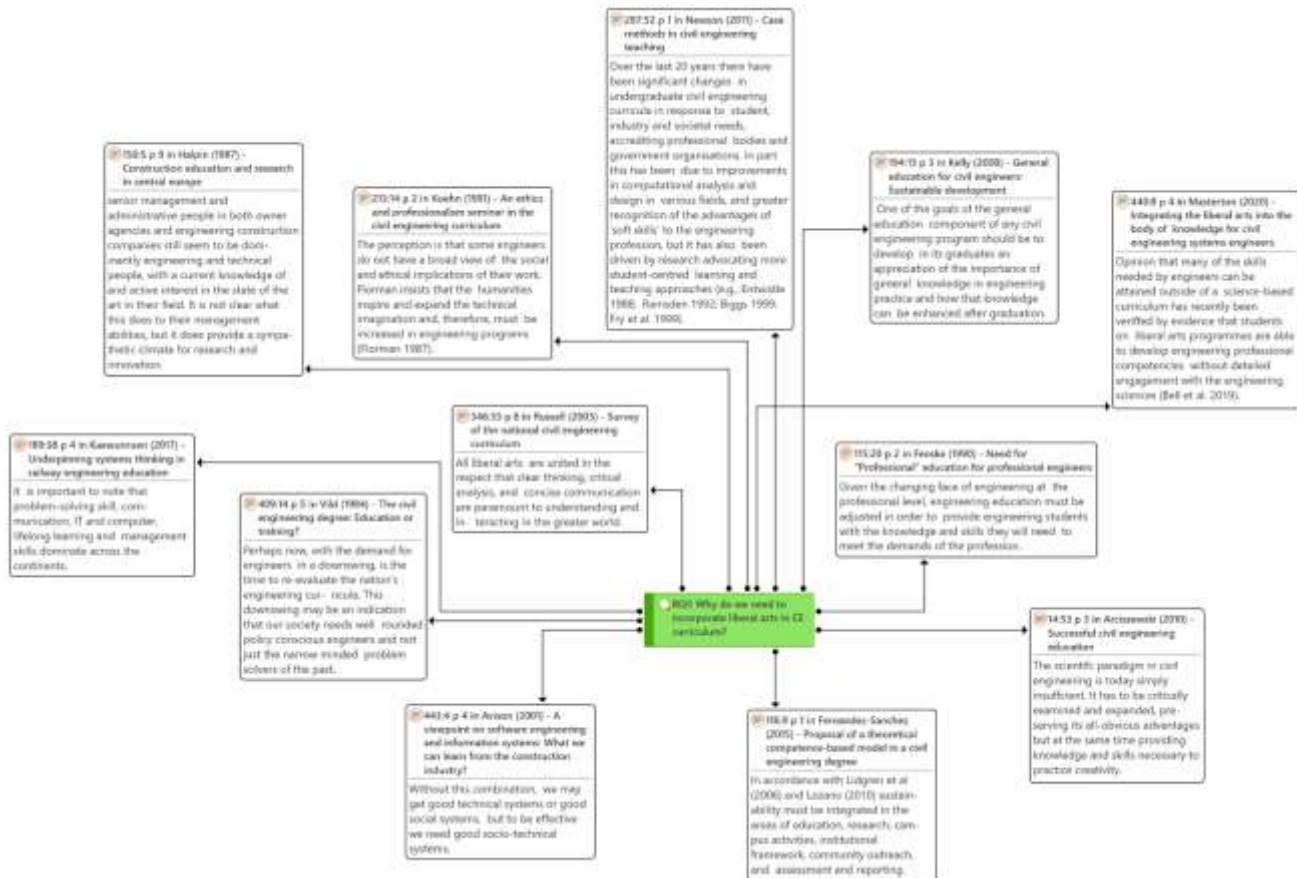 287:52 p 1 in Newson (2011) - Case
methods in civil engineering
teaching
Over the last 20 years there have
been significant changes in
undergraduate civil engineering
curricula in response to student,
industry and societal needs,
accrediting professional bodies and
government organisations. In part
this has been due to improvements
in computational analysis and
design in various fields, and greater
recognition of the advantages of
'soft skills' to the engineering
profession, but it has also been
driven by research advocating more
student-centred learning and
teaching approaches (e.g., Entwistle
1988, Ramsden 1992, Biggs 1999,
Fry et al. 1999).
150:5 p 9 in Halpin (1987) -
Construction education and research
in central europe
senior management and
administrative people in both owner
agencies and engineering construction
companies still seem to be domi-
nantly engineering and technical
people, with a current knowledge of
and active interest in the state of the
art in their field. It is not clear what
this does to their management
abilities, but it does provide a sympa-
thetic climate for research and
innovation.
213:14 p 2 in Koehn (1991) - An ethics
and professionalism seminar in the
civil engineering curriculum
The perception is that some engineers
do not have a broad view of the social
and ethical implications of their work.
Florman insists that the humanities
inspire and expand the technical
imagination and, therefore, must be
increased in engineering programs
(Florman 1987).
194:13 p 3 in Kelly (2008) - General
education for civil engineers:
Sustainable development
One of the goals of the general
education component of any civil
engineering program should be to
develop in its graduates an
appreciation of the importance of
general knowledge in engineering
practice and how that knowledge
can be enhanced after graduation.
440:8 p 4 in Masterson (2020) -
Integrating the liberal arts into the
body of knowledge for civil
engineering systems engineers
Opinion that many of the skills
needed by engineers can be
attained outside of a science-based
curriculum has recently been
verified by evidence that students
on liberal arts programmes are able
to develop engineering professional
competencies without detailed
engagement with the engineering
sciences (Bell et al. 2019).
346:33 p 8 in Russell (2005) - Survey
of the national civil engineering
curriculum
All liberal arts are united in the
respect that clear thinking, critical
analysis, and concise communication
are paramount to understanding and
in- teracting in the greater world.
189:38 p 4 in (2017) -
Underpinning systems thinking in
railway engineering education
It is important to note that
problem-solving skill, com-
munication, IT and computer,
lifelong learning and management
skills dominate across the
continents.
409:14 p 5 in Vild (1984) - The civil
engineering degree: Education or
training?
Perhaps now, with the demand for
engineers in a downswing, is the
time to re-evaluate the nation's
engineering cur- ricula. This
downswing may be an indication
that our society needs well rounded
policy conscious engineers and not
just the narrow minded problem
solvers of the past.
115:20 p 2 in Fenske (1990) - Need for
"Professional" education for professional engineers
Given the changing face of engineering at the
professional level, engineering education must be
adjusted in order to provide engineering students
with the knowledge and skills they will need to
meet the demands of the profession.
RQ1: Why do we need to
incorporate liberal arts in CE
curriculum?
14:53 p 3 in Arciszewski (2010) -
Successful civil engineering
education
The scientific paradigm in civil
engineering is today simply
insufficient. It has to be critically
examined and expanded, pre-
serving its all-obvious advantages
but at the same time providing
knowledge and skills necessary to
practice creativity.
443:4 p 4 in Avison (2001) - A
viewpoint on software engineering
and information systems: What we
can learn from the construction
industry?
Without this combination, we may
get good technical systems or good
social systems, but to be effective
we need good socio-technical
systems.
116:8 p 1 in Fernandez-Sanchez
(2015) - Proposal of a theoretical
competence-based model in a civil
engineering degree
In accordance with Lidgren et al
(2006) and Lozano (2010) sustain-
ability must be integrated in the
areas of education, research, cam-
pus activities, institutional
framework, community outreach,
and assessment and reporting.